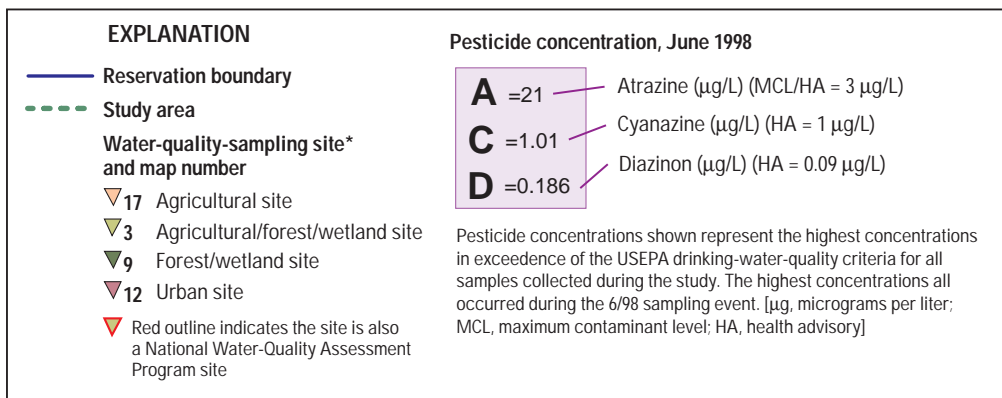 EXPLANATION
Reservation boundary
Study area
Water-quality-sampling site*
and map number
17 Agricultural site
3 Agricultural/forest/wetland site
9 Forest/wetland site
12 Urban site
Red outline indicates the site is also
a National Water-Quality Assessment
Program site
Pesticide concentration, June 1998
A =21 Atrazine (µg/L) (MCL/HA = 3 µg/L)
C =1.01 Cyanazine (µg/L) (HA = 1 µg/L)
D =0.186 Diazinon (µg/L) (HA = 0.09 µg/L)
Pesticide concentrations shown represent the highest concentrations
in exceedence of the USEPA drinking-water-quality criteria for all
samples collected during the study. The highest concentrations all
occurred during the 6/98 sampling event. [µg, micrograms per liter;
MCL, maximum contaminant level; HA, health advisory]